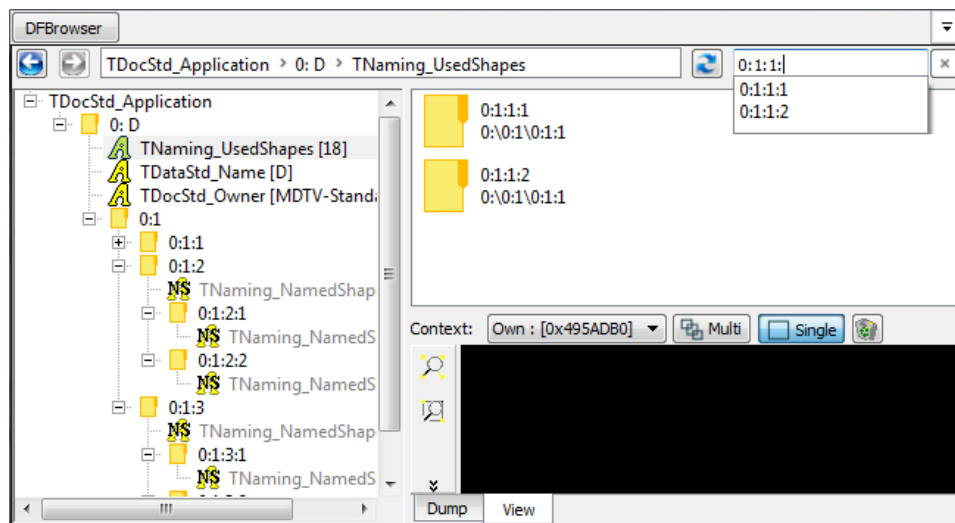 DFBrowser
TDocStd_Application > 0: D > TNaming_UsedShapes
0:1:1:
0:1:1:1
0:1:1:2
TDocStd_Application
0: D
TNaming_UsedShapes [18]
TDataStd_Name [D]
TDocStd_Owner [MDTV-Standa
0:1
0:1:1
0:1:2
TNaming_NamedShap
0:1:2:1
TNaming_NamedS
0:1:2:2
TNaming_NamedS
0:1:3
TNaming_NamedShap
0:1:3:1
TNaming_NamedS
0:1:1:1
0:\0:1\0:1:1
0:1:1:2
0:\0:1\0:1:1
Context: Own : [0x495ADB0] Multi Single
Dump View